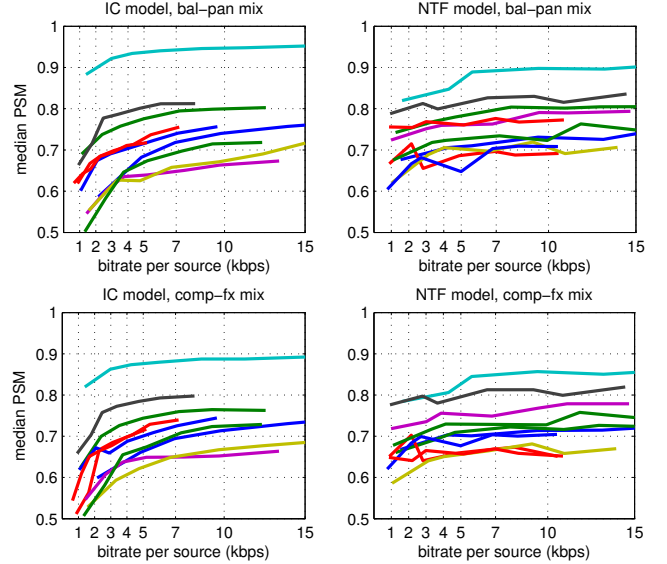 IC model, bal−pan mix
NTF model, bal−pan mix
1
0.9
0.8
0.7
0.6
0.5
median PSM
1 2 3 4 5 7 10 15
bitrate per source (kbps)
1
0.9
0.8
0.7
0.6
0.5
1 2 3 4 5 7 10 15
bitrate per source (kbps)
IC model, comp−fx mix
NTF model, comp−fx mix
1
0.9
0.8
0.7
0.6
0.5
median PSM
1 2 3 4 5 7 10 15
bitrate per source (kbps)
1
0.9
0.8
0.7
0.6
0.5
1 2 3 4 5 7 10 15
bitrate per source (kbps)